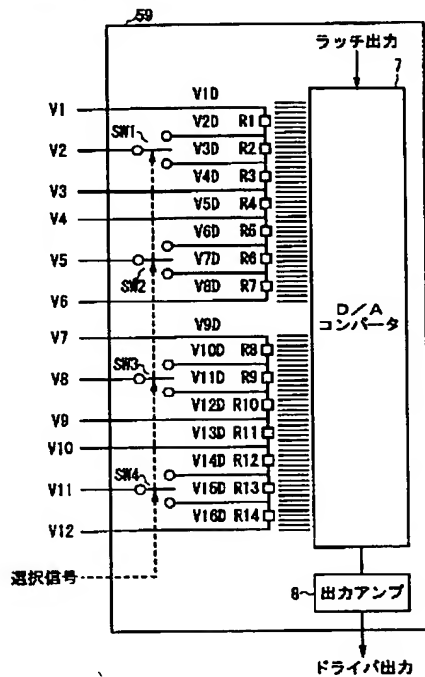 59
ラッチ出力
7
V1
V1D
SW1
V2D
R1
V2
V3D
R2
V4D
R3
V3
V5D
R4
V4
V6D
R5
V5
V7D
R6
SW2
V8D
R7
V6
D/A
コンバータ
V7
V9D
V10D
R8
SW3
V8
V11D
R9
V12D
R10
V9
V13D
R11
V10
V14D
R12
SW4
V11
V15D
R13
V16D
R14
V12
選択信号
8
出力アンプ
ドライバ出力